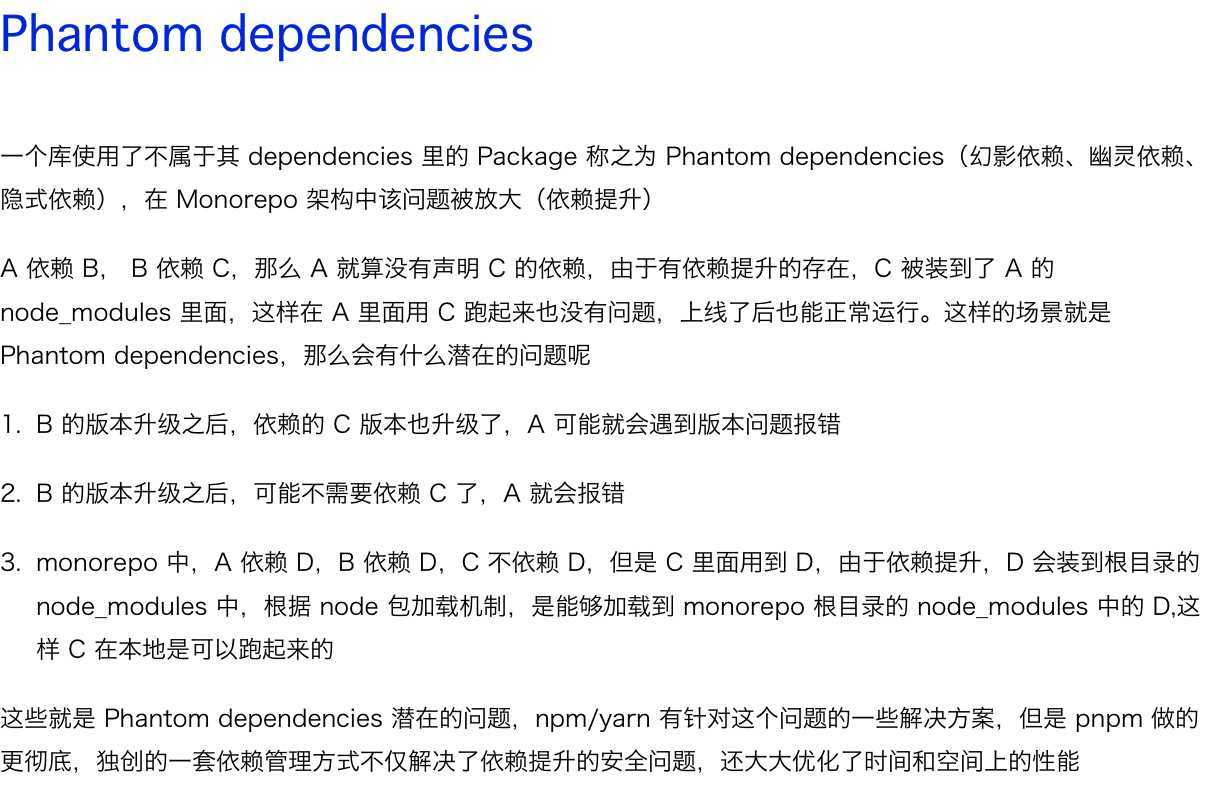 Phantom dependencies
一个库使用了不属于其 dependencies 里的 Package 称之为 Phantom dependencies（幻影依赖、幽灵依赖、
隐式依赖），在 Monorepo 架构中该问题被放大（依赖提升）
A 依赖 B， B 依赖 C，那么 A 就算没有声明 C 的依赖，由于有依赖提升的存在，C 被装到了 A 的
node_modules 里面，这样在 A 里面用 C 跑起来也没有问题，上线了后也能正常运行。这样的场景就是
Phantom dependencies，那么会有什么潜在的问题呢
1. B 的版本升级之后，依赖的 C 版本也升级了，A 可能就会遇到版本问题报错
2. B 的版本升级之后，可能不需要依赖 C 了，A 就会报错
3. monorepo 中，A 依赖 D，B 依赖 D，C 不依赖 D，但是 C 里面用到 D，由于依赖提升，D 会装到根目录的
node_modules 中，根据 node 包加载机制，是能够加载到 monorepo 根目录的 node_modules 中的 D,这
样 C 在本地是可以跑起来的
这些就是 Phantom dependencies 潜在的问题，npm/yarn 有针对这个问题的一些解决方案，但是 pnpm 做的
更彻底，独创的一套依赖管理方式不仅解决了依赖提升的安全问题，还大大优化了时间和空间上的性能